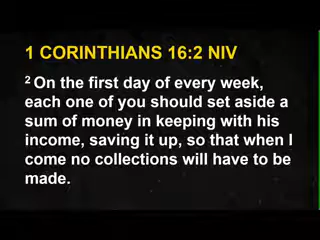 1 CORINTHIANS 16:2 NIV
2 On the first day of every week,
each one of you should set aside a
sum of money in keeping with his
income, saving it up, so that when I
come no collections will have to be
made.